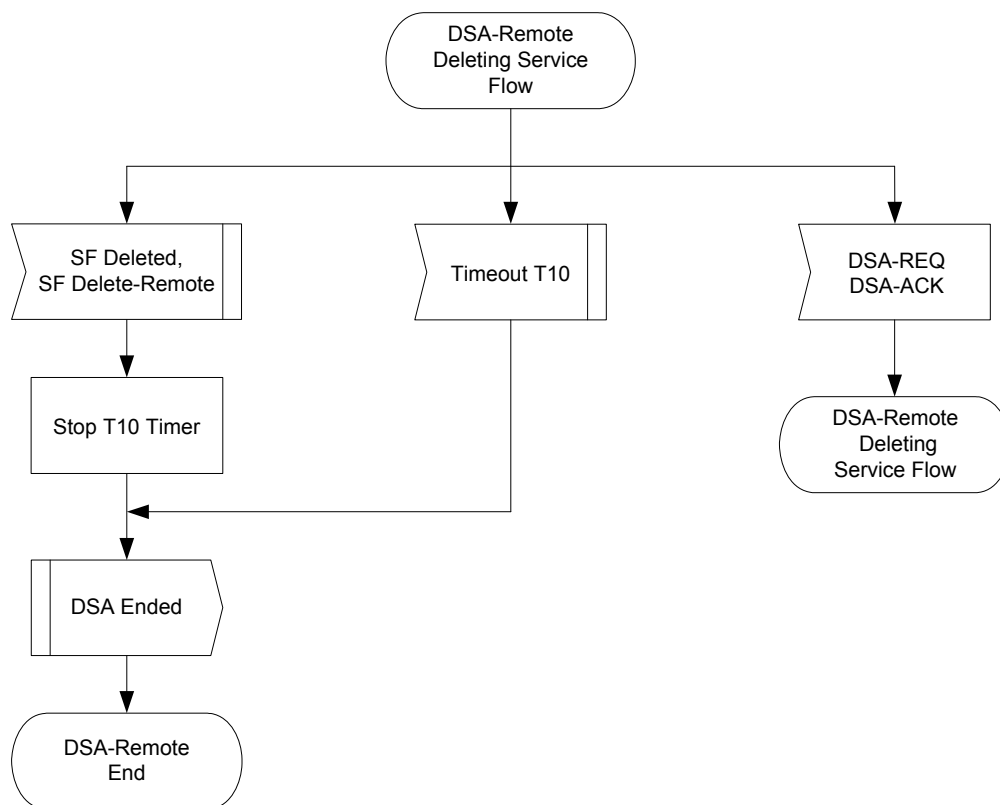 DSA-Remote
Deleting Service
Flow
SF Deleted,
SF Delete-Remote
Timeout T10
DSA-REQ
DSA-ACK
Stop T10 Timer
DSA-Remote
Deleting
Service Flow
DSA Ended
DSA-Remote
End